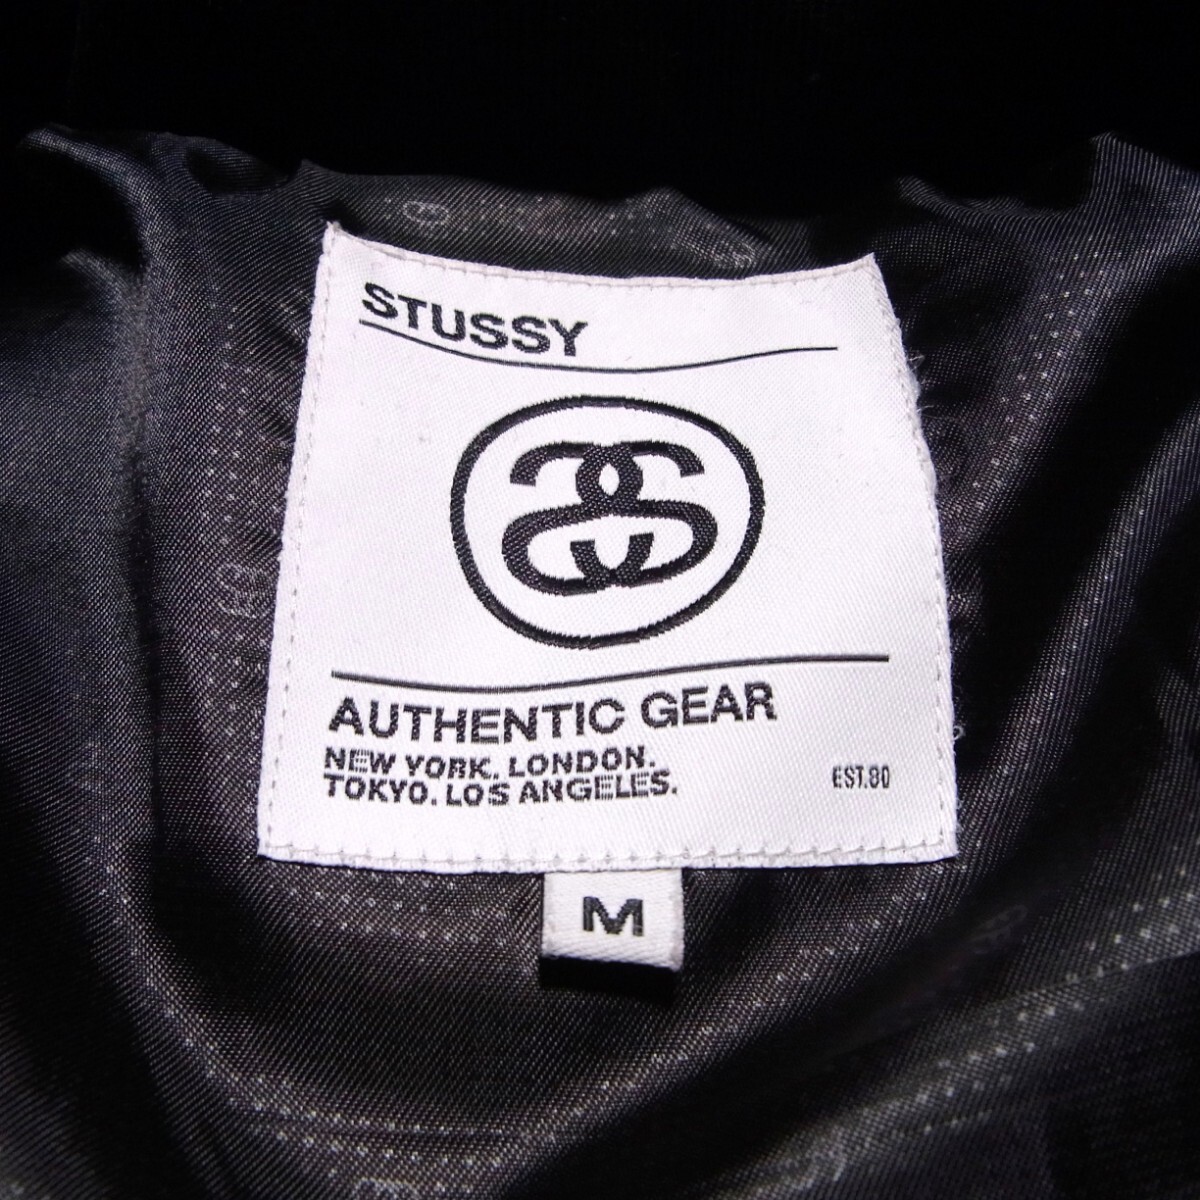 STUSSY
AUTHENTIC GEAR
NEW YORK. LONDON.
TOKYO. LOS ANGELES.
EST.80
M